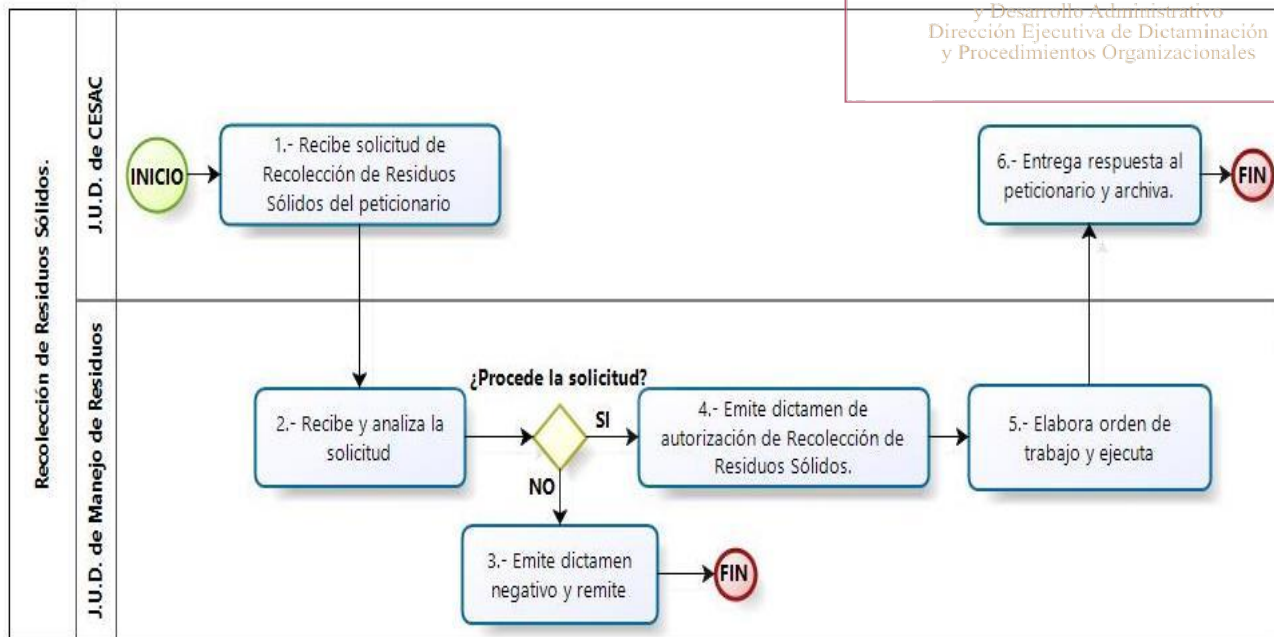 y Desarrollo Administrativo
Dirección Ejecutiva de Dictaminación
y Procedimientos Organizacionales
Recolección de Residuos Sólidos.
J.U.D. de CESAC
INICIO
1.- Recibe solicitud de
Recolección de Residuos
Sólidos del peticionario
6.- Entrega respuesta al
peticionario y archiva.
FIN
J.U.D. de Manejo de Residuos
2.- Recibe y analiza la
solicitud
¿Procede la solicitud?
SI
NO
4.- Emite dictamen de
autorización de Recolección de
Residuos Sólidos.
5.- Elabora orden de
trabajo y ejecuta
3.- Emite dictamen
negativo y remite
FIN